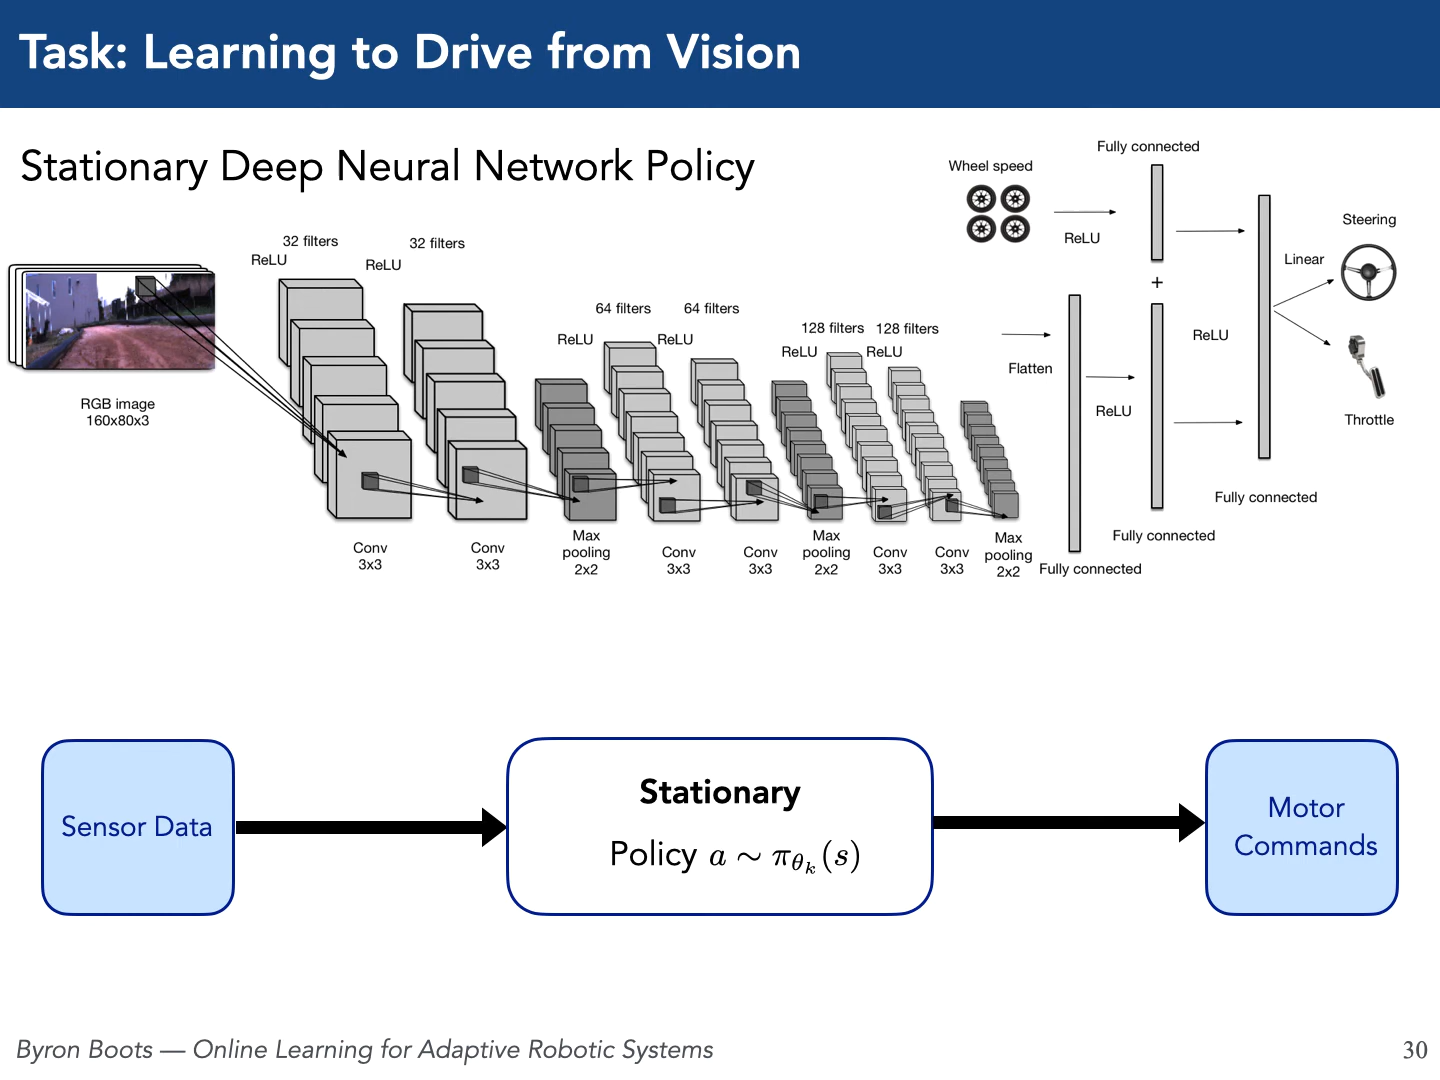 Task: Learning to Drive from Vision
Stationary Deep Neural Network Policy
Wheel speed
Fully connected
ReLU
Steering
Linear
+
32 filters
32 filters
ReLU
ReLU
64 filters
64 filters
ReLU
ReLU
128 filters
128 filters
ReLU
ReLU
Flatten
ReLU
ReLU
Throttle
RGB image
160x80x3
Conv
3x3
Conv
3x3
Max
pooling
2x2
Conv
3x3
Conv
3x3
Max
pooling
2x2
Conv
3x3
Conv
3x3
Max
pooling
2x2
Fully connected
Fully connected
Fully connected
Sensor Data
Stationary
Policy a ∼ π_{θ_k}(s)
Motor
Commands
Byron Boots — Online Learning for Adaptive Robotic Systems
30